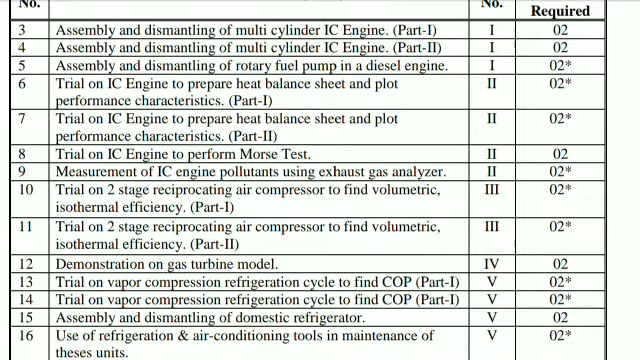 No. No.
Required
3 Assembly and dismantling of multi cylinder IC Engine. (Part-I) I 02
4 Assembly and dismantling of multi cylinder IC Engine. (Part-II) I 02
5 Assembly and dismantling of rotary fuel pump in a diesel engine. I 02*
6 Trial on IC Engine to prepare heat balance sheet and plot II 02*
performance characteristics. (Part-I)
7 Trial on IC Engine to prepare heat balance sheet and plot II 02*
performance characteristics. (Part-II)
8 Trial on IC Engine to perform Morse Test. II 02
9 Measurement of IC engine pollutants using exhaust gas analyzer. II 02*
10 Trial on 2 stage reciprocating air compressor to find volumetric, III 02*
isothermal efficiency. (Part-I)
11 Trial on 2 stage reciprocating air compressor to find volumetric, III 02*
isothermal efficiency. (Part-II)
12 Demonstration on gas turbine model. IV 02
13 Trial on vapor compression refrigeration cycle to find COP (Part-I) V 02*
14 Trial on vapor compression refrigeration cycle to find COP (Part-I) V 02*
15 Assembly and dismantling of domestic refrigerator. V 02
16 Use of refrigeration & air-conditioning tools in maintenance of V 02*
theses units.